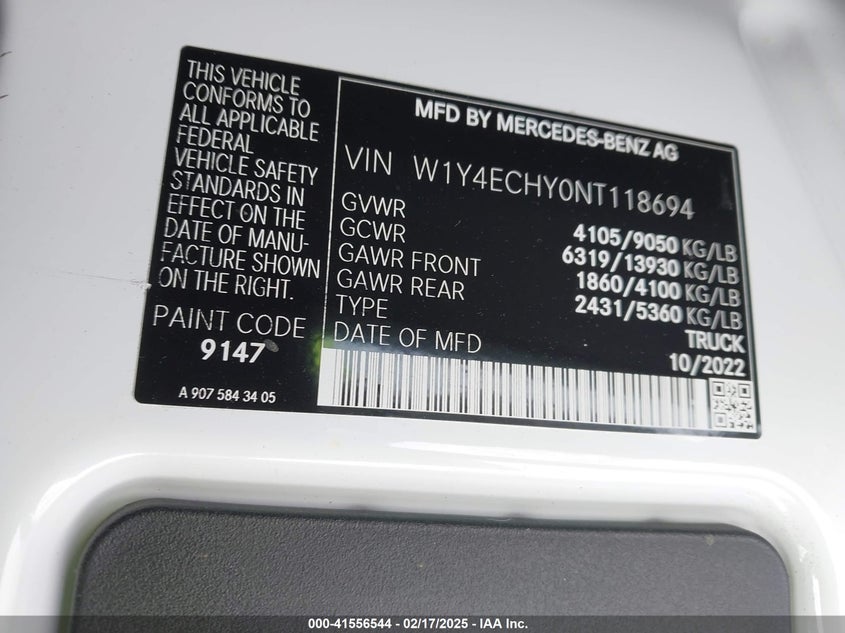 THIS VEHICLE
CONFORMS TO
ALL APPLICABLE
FEDERAL
VEHICLE SAFETY
STANDARDS IN
EFFECT ON THE
DATE OF MANU-
FACTURE SHOWN
ON THE RIGHT.
PAINT CODE
9147
A 907 584 34 05
MFD BY MERCEDES-BENZ AG
VIN W1Y4ECHY0NT118694
GVWR 4105/9050 KG/LB
GCWR 6319/13930 KG/LB
GAWR FRONT 1860/4100 KG/LB
GAWR REAR 2431/5360 KG/LB
TYPE TRUCK
DATE OF MFD 10/2022
000-41556544 - 02/17/2025 - IAA Inc.